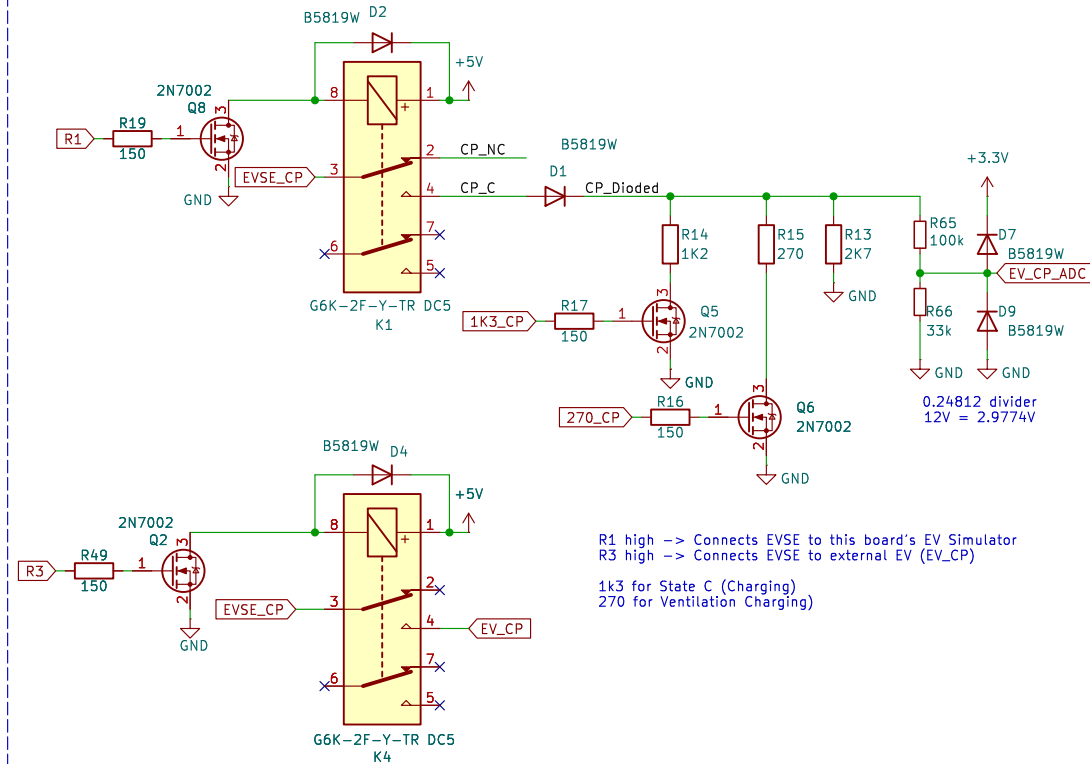 B5819W D2
+5V
2N7002
Q8
8
1
+
3
R19
R1
1
150
2
GND
EVSE_CP
3
2
CP_NC
4
CP_C
B5819W
D1
CP_Dioded
7
6
5
G6K-2F-Y-TR DC5
K1
R14
1K2
R15
270
R13
2K7
GND
+3.3V
R65
100k
D7
B5819W
EV_CP_ADC
R66
33k
D9
B5819W
GND
GND
0.24812 divider
12V = 2.9774V
1K3_CP
R17
150
1
3
Q5
2N7002
2
GND
270_CP
R16
150
1
3
Q6
2N7002
2
GND
B5819W D4
+5V
2N7002
Q2
8
1
+
3
R49
R3
1
150
2
GND
EVSE_CP
3
2
4
EV_CP
7
6
5
G6K-2F-Y-TR DC5
K4
R1 high -> Connects EVSE to this board's EV Simulator
R3 high -> Connects EVSE to external EV (EV_CP)
1k3 for State C (Charging)
270 for Ventilation Charging)